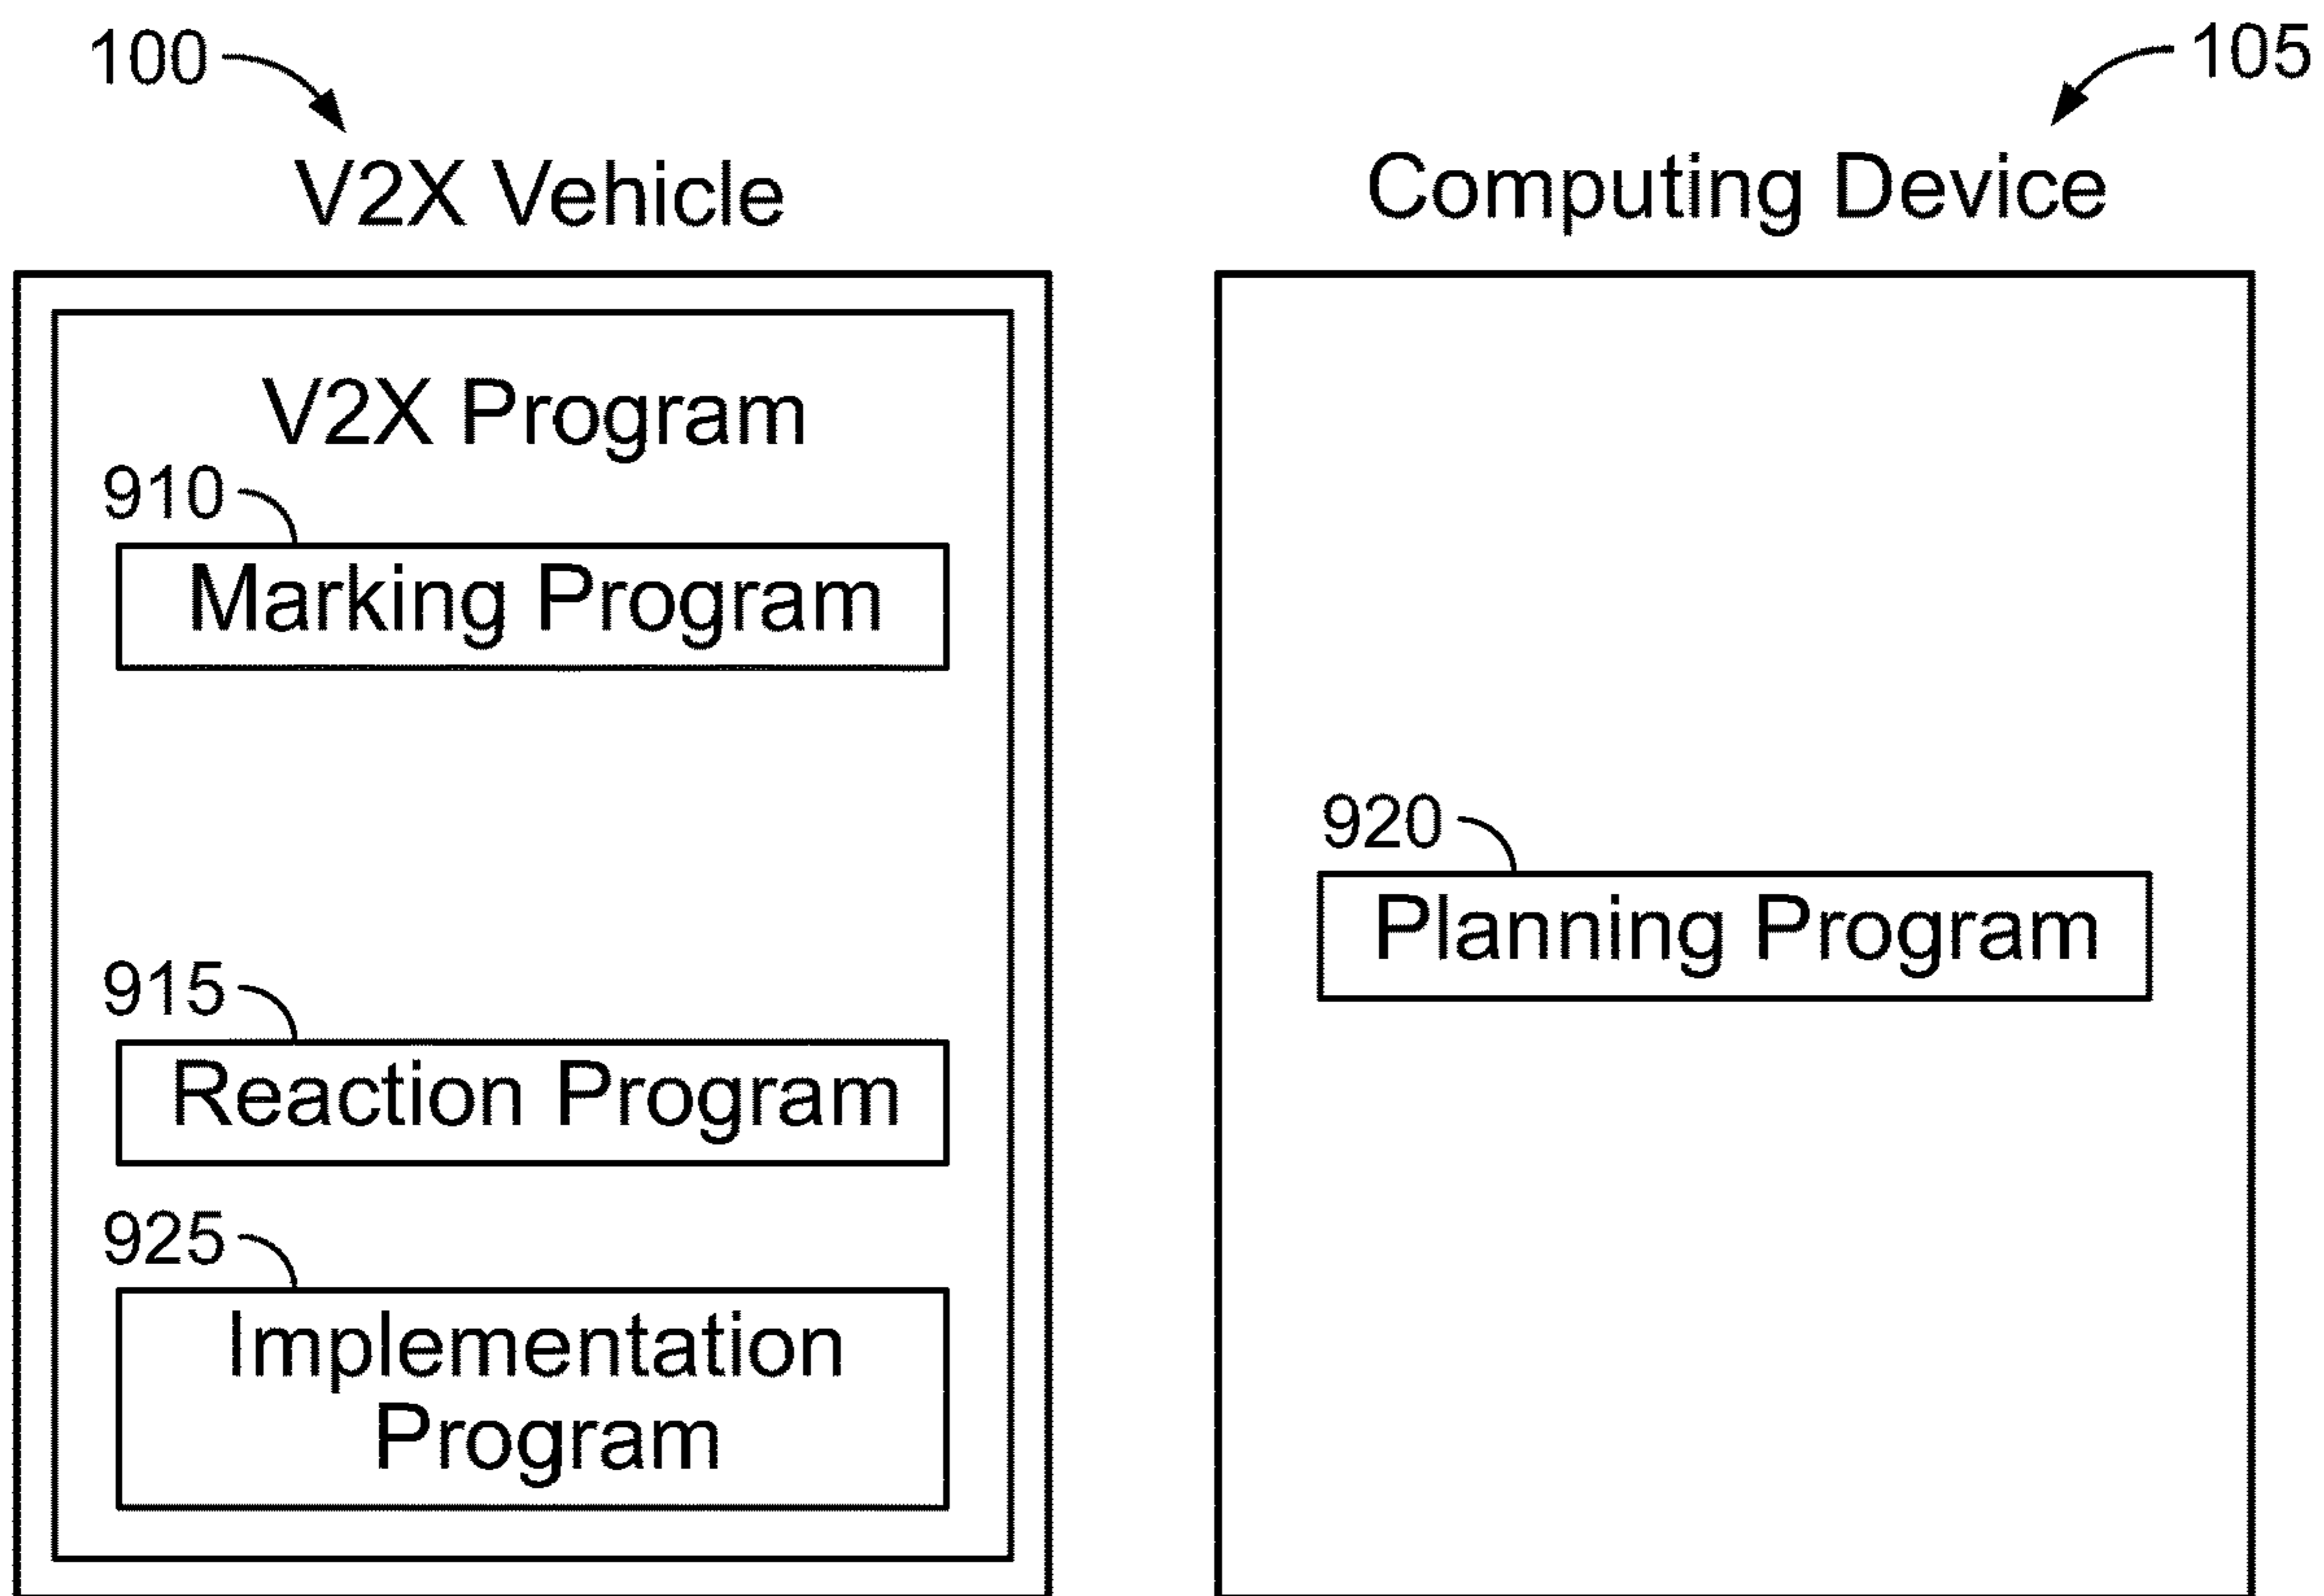 100
105
V2X Vehicle
Computing Device
V2X Program
910
Marking Program
920
Planning Program
915
Reaction Program
925
Implementation
Program